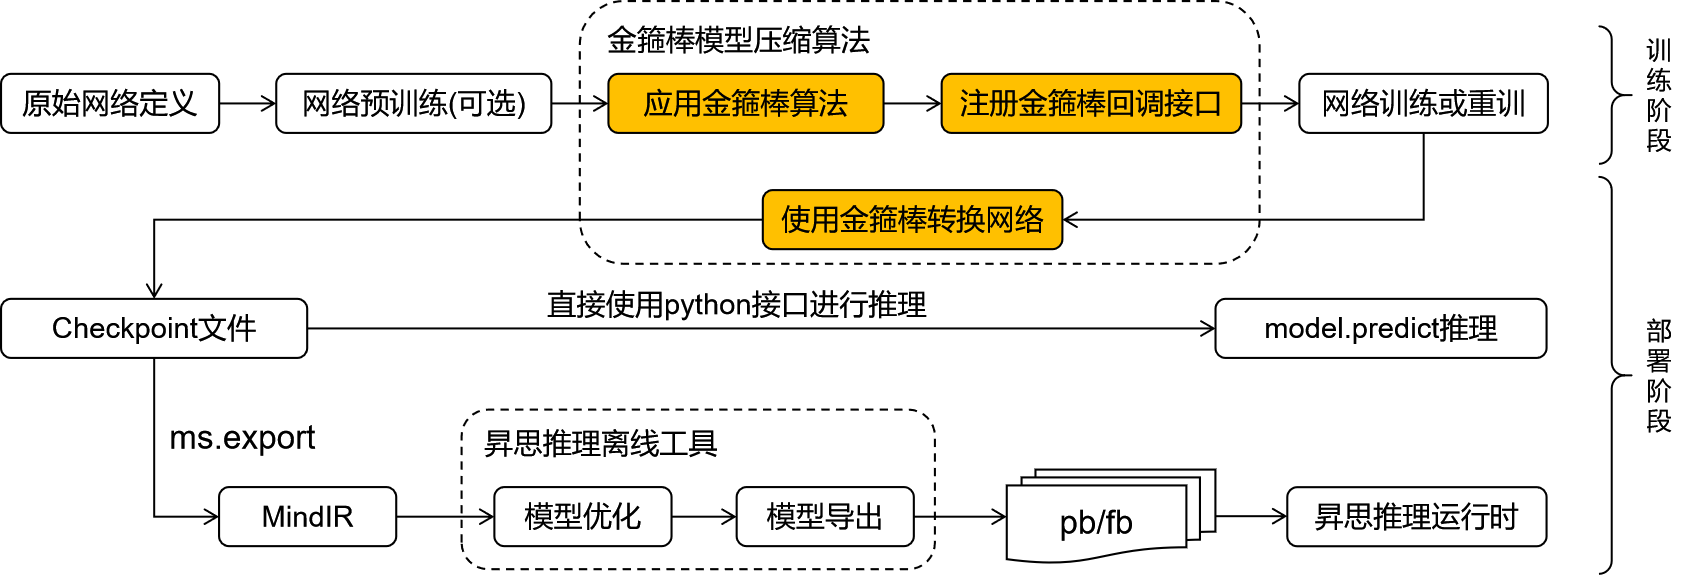 金箍棒模型压缩算法
原始网络定义
网络预训练(可选)
应用金箍棒算法
注册金箍棒回调接口
网络训练或重训
训练阶段
使用金箍棒转换网络
直接使用python接口进行推理
Checkpoint文件
model.predict推理
部署阶段
ms.export
昇思推理离线工具
MindIR
模型优化
模型导出
pb/fb
昇思推理运行时